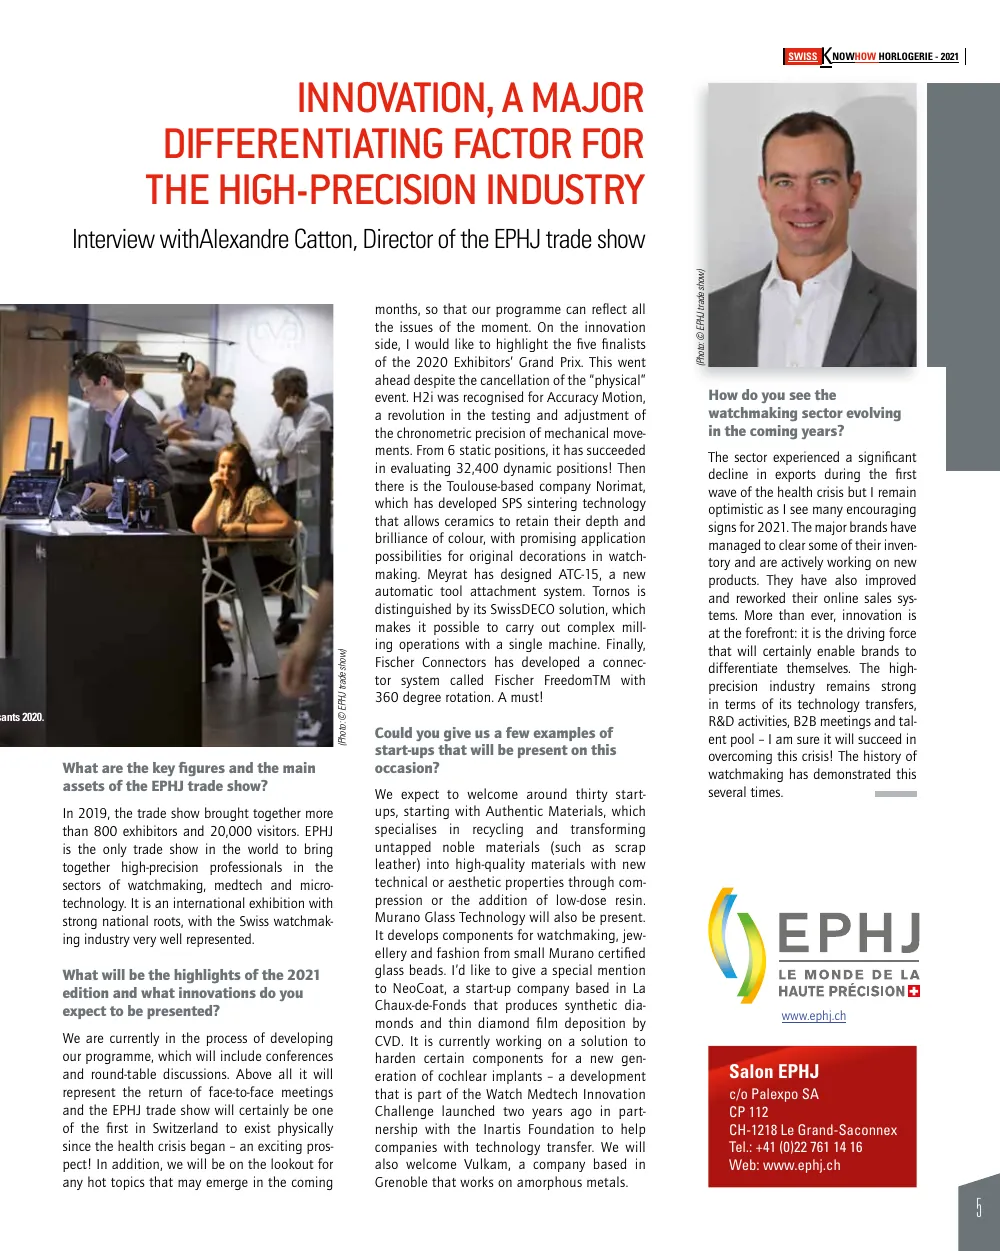 SWISS KNOWHOW HORLOGERIE - 2021
INNOVATION, A MAJOR
DIFFERENTIATING FACTOR FOR
THE HIGH-PRECISION INDUSTRY
Interview withAlexandre Catton, Director of the EPHJ trade show
sants 2020.
(Photo: © EPHJ trade show)
What are the key figures and the main
assets of the EPHJ trade show?
In 2019, the trade show brought together more
than 800 exhibitors and 20,000 visitors. EPHJ
is the only trade show in the world to bring
together high-precision professionals in the
sectors of watchmaking, medtech and micro-
technology. It is an international exhibition with
strong national roots, with the Swiss watchmak-
ing industry very well represented.
What will be the highlights of the 2021
edition and what innovations do you
expect to be presented?
We are currently in the process of developing
our programme, which will include conferences
and round-table discussions. Above all it will
represent the return of face-to-face meetings
and the EPHJ trade show will certainly be one
of the first in Switzerland to exist physically
since the health crisis began – an exciting pros-
pect! In addition, we will be on the lookout for
any hot topics that may emerge in the coming
months, so that our programme can reflect all
the issues of the moment. On the innovation
side, I would like to highlight the five finalists
of the 2020 Exhibitors' Grand Prix. This went
ahead despite the cancellation of the "physical"
event. H2i was recognised for Accuracy Motion,
a revolution in the testing and adjustment of
the chronometric precision of mechanical move-
ments. From 6 static positions, it has succeeded
in evaluating 32,400 dynamic positions! Then
there is the Toulouse-based company Norimat,
which has developed SPS sintering technology
that allows ceramics to retain their depth and
brilliance of colour, with promising application
possibilities for original decorations in watch-
making. Meyrat has designed ATC-15, a new
automatic tool attachment system. Tornos is
distinguished by its SwissDECO solution, which
makes it possible to carry out complex mill-
ing operations with a single machine. Finally,
Fischer Connectors has developed a connec-
tor system called Fischer FreedomTM with
360 degree rotation. A must!
Could you give us a few examples of
start-ups that will be present on this
occasion?
We expect to welcome around thirty start-
ups, starting with Authentic Materials, which
specialises in recycling and transforming
untapped noble materials (such as scrap
leather) into high-quality materials with new
technical or aesthetic properties through com-
pression or the addition of low-dose resin.
Murano Glass Technology will also be present.
It develops components for watchmaking, jew-
ellery and fashion from small Murano certified
glass beads. I'd like to give a special mention
to NeoCoat, a start-up company based in La
Chaux-de-Fonds that produces synthetic dia-
monds and thin diamond film deposition by
CVD. It is currently working on a solution to
harden certain components for a new gen-
eration of cochlear implants – a development
that is part of the Watch Medtech Innovation
Challenge launched two years ago in part-
nership with the Inartis Foundation to help
companies with technology transfer. We will
also welcome Vulkam, a company based in
Grenoble that works on amorphous metals.
(Photo: © EPHJ trade show)
How do you see the
watchmaking sector evolving
in the coming years?
The sector experienced a significant
decline in exports during the first
wave of the health crisis but I remain
optimistic as I see many encouraging
signs for 2021. The major brands have
managed to clear some of their inven-
tory and are actively working on new
products. They have also improved
and reworked their online sales sys-
tems. More than ever, innovation is
at the forefront: it is the driving force
that will certainly enable brands to
differentiate themselves. The high-
precision industry remains strong
in terms of its technology transfers,
R&D activities, B2B meetings and tal-
ent pool – I am sure it will succeed in
overcoming this crisis! The history of
watchmaking has demonstrated this
several times.
EPHJ
LE MONDE DE LA
HAUTE PRÉCISION
www.ephj.ch
Salon EPHJ
c/o Palexpo SA
CP 112
CH-1218 Le Grand-Saconnex
Tel.: +41 (0)22 761 14 16
Web: www.ephj.ch
5